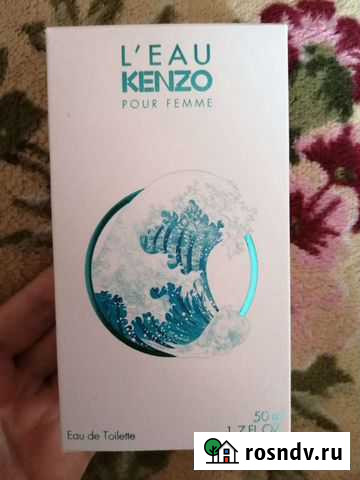 L'EAU
KENZO
POUR FEMME
50
1.7 FL.OZ
Eau de Toilette
rosndv.ru